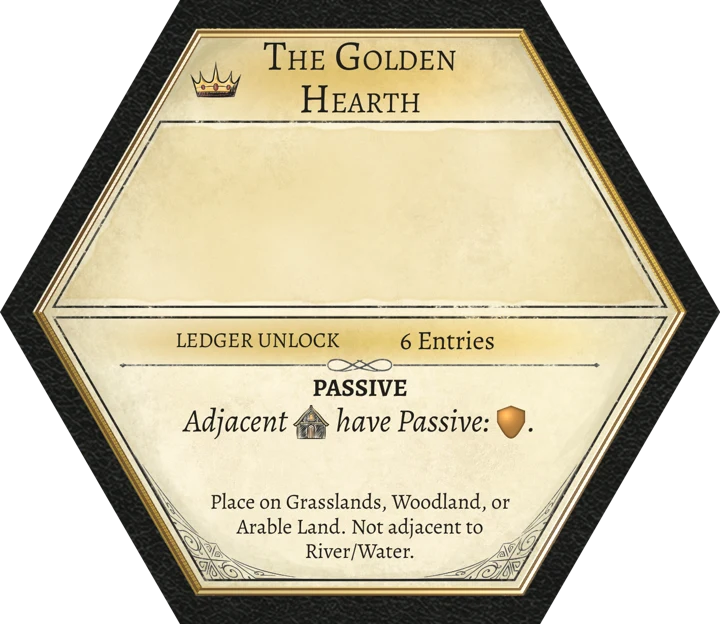 The Golden
Hearth
LEDGER UNLOCK 6 Entries
PASSIVE
Adjacent have Passive: .
Place on Grasslands, Woodland, or
Arable Land. Not adjacent to
River/Water.